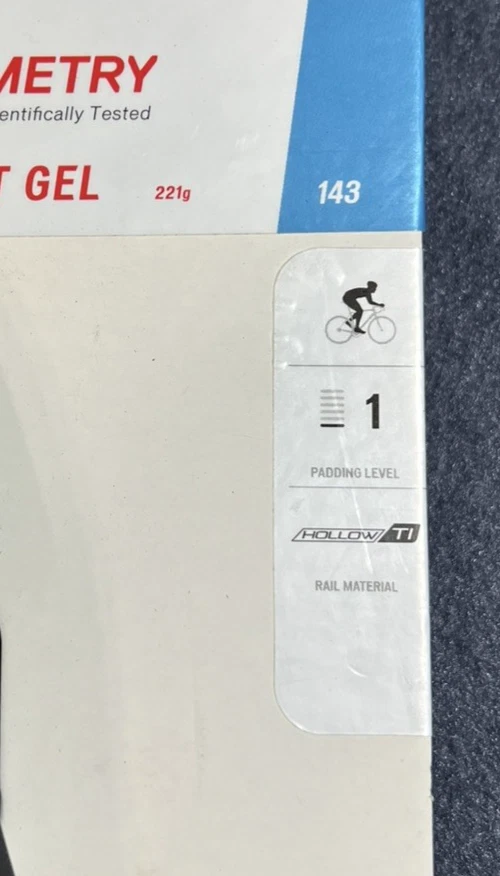 METRY
entifically Tested
T GEL 221g 143
1
PADDING LEVEL
HOLLOW TI
RAIL MATERIAL